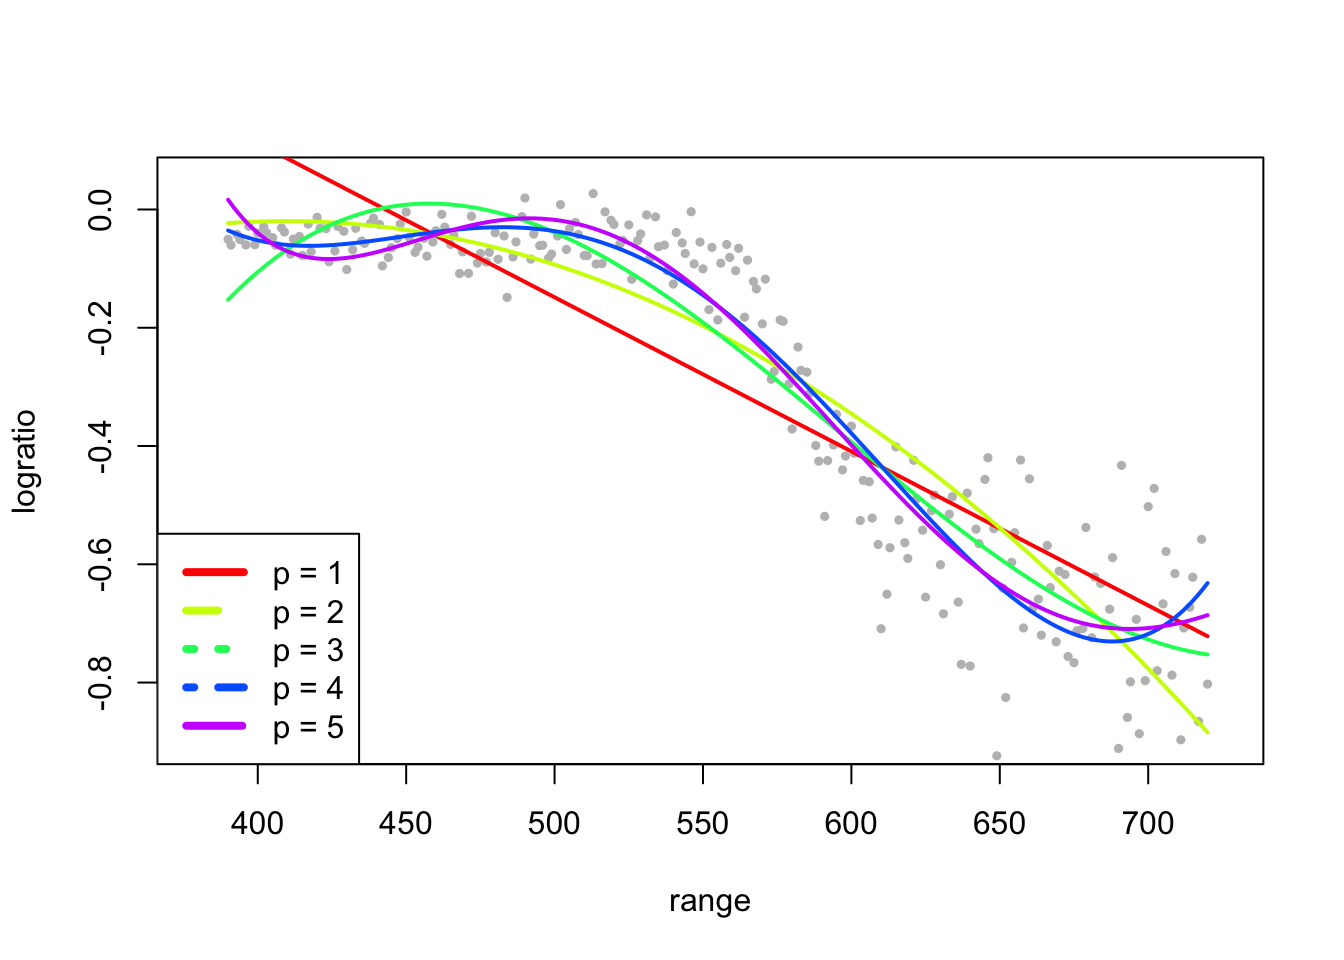 logratio
0.0
-0.2
-0.4
-0.6
-0.8
p = 1
p = 2
p = 3
p = 4
p = 5
400 450 500 550 600 650 700
range